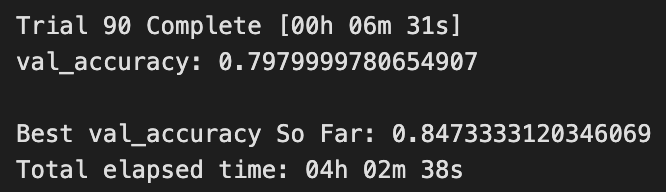 Trial 90 Complete [00h 06m 31s]
val_accuracy: 0.7979999780654907
Best val_accuracy So Far: 0.8473333120346069
Total elapsed time: 04h 02m 38s